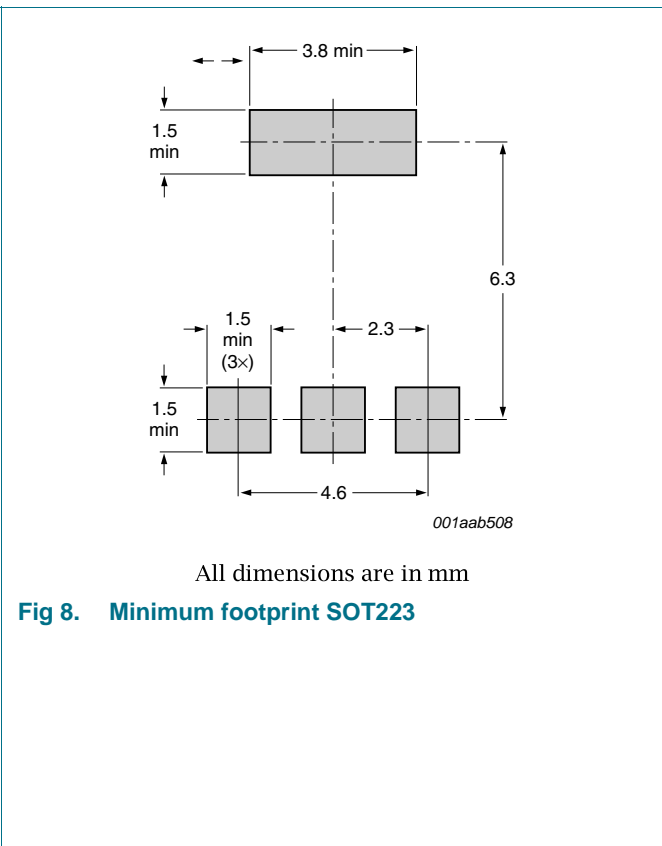 3.8 min
1.5
min
6.3
1.5
min
(3×)
2.3
1.5
min
4.6
001aab508
All dimensions are in mm
Fig 8. Minimum footprint SOT223